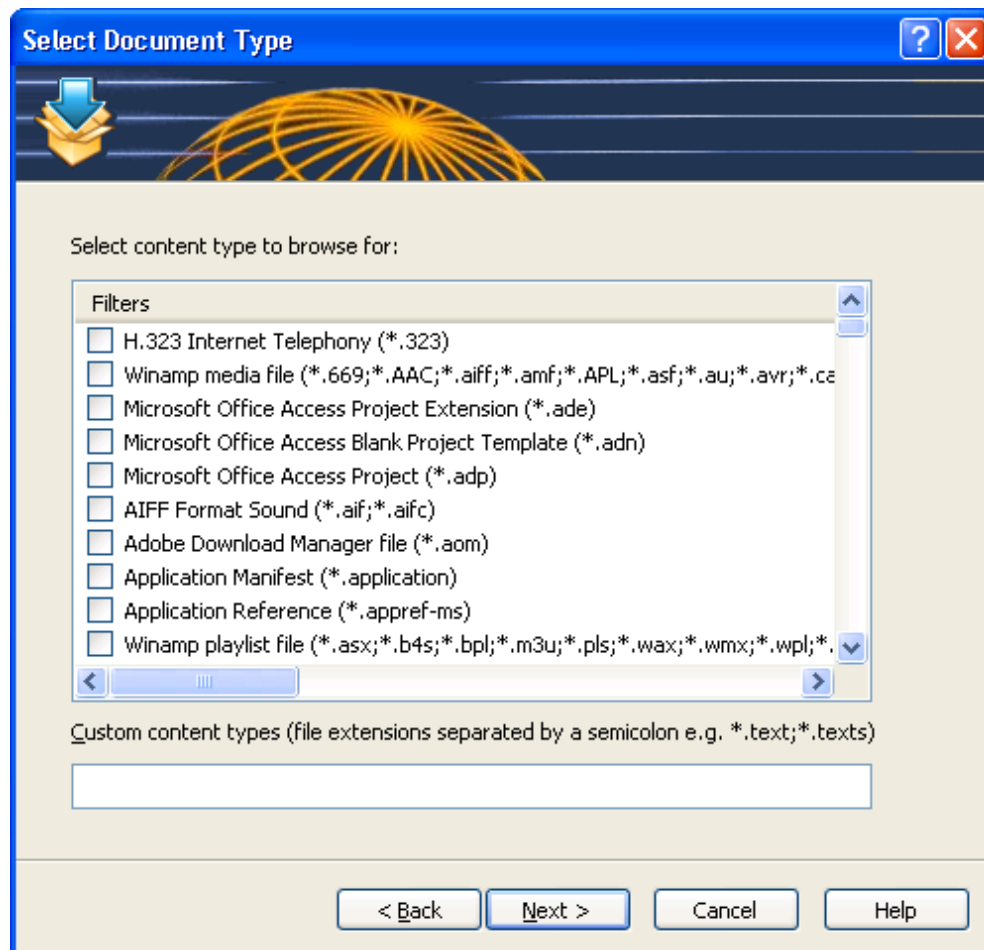 Select Document Type
Select content type to browse for:
Filters
H.323 Internet Telephony (*.323)
Winamp media file (*.669;*.AAC;*.aiff;*.amf;*.APL;*.asf;*.au;*.avr;*.ca
Microsoft Office Access Project Extension (*.ade)
Microsoft Office Access Blank Project Template (*.adn)
Microsoft Office Access Project (*.adp)
AIFF Format Sound (*.aif;*.aifc)
Adobe Download Manager file (*.aom)
Application Manifest (*.application)
Application Reference (*.appref-ms)
Winamp playlist file (*.asx;*.b4s;*.bpl;*.m3u;*.pls;*.wax;*.wmx;*.wpl;*.
Custom content types (file extensions separated by a semicolon e.g. *.text;*.texts)
< Back Next > Cancel Help